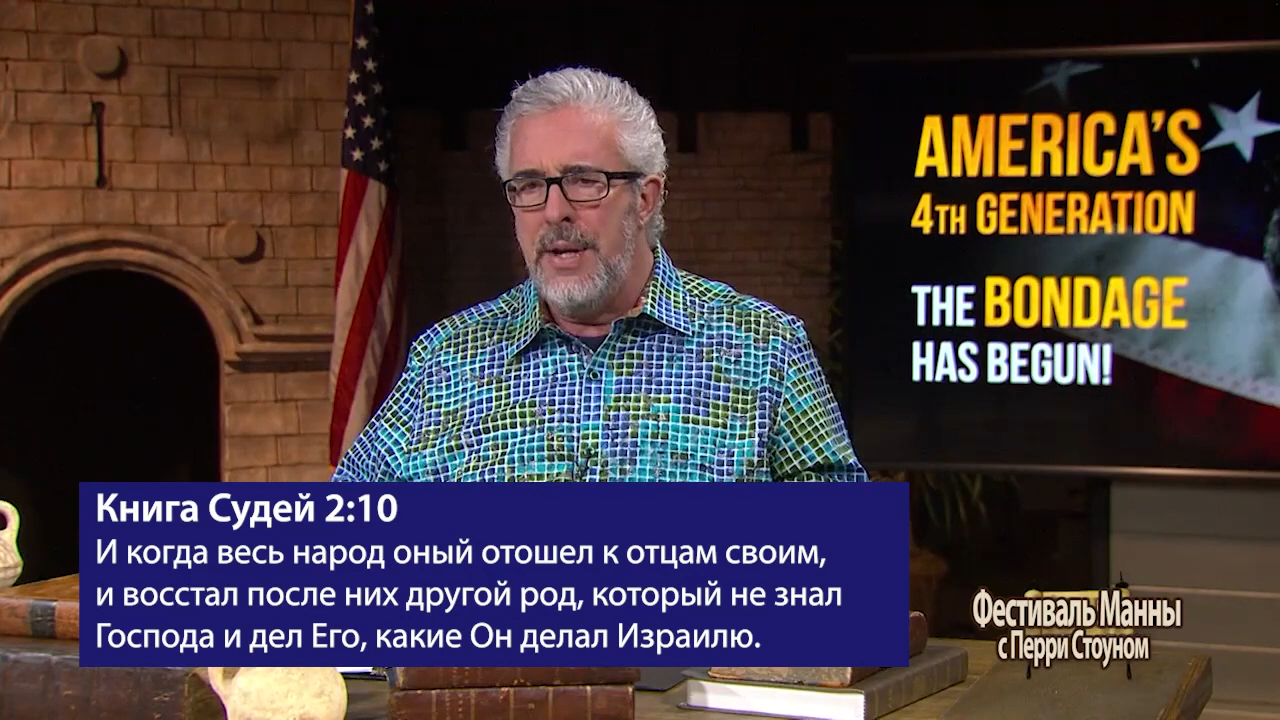 AMERICA'S
4TH GENERATION
THE BONDAGE
HAS BEGUN!
Книга Судей 2:10
И когда весь народ оный отошел к отцам своим,
и восстал после них другой род, который не знал
Господа и дел Его, какие Он делал Израилю.
Фестиваль Манны
с Перри Стоуном